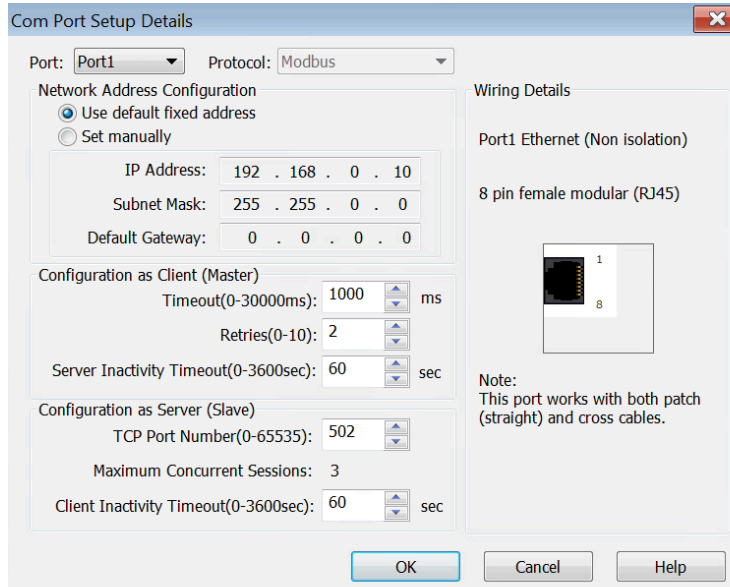 Com Port Setup Details
Port: Port1 Protocol: Modbus
Network Address Configuration
Use default fixed address
Set manually
IP Address: 192 . 168 . 0 . 10
Subnet Mask: 255 . 255 . 0 . 0
Default Gateway: 0 . 0 . 0 . 0
Configuration as Client (Master)
Timeout(0-30000ms): 1000 ms
Retries(0-10): 2
Server Inactivity Timeout(0-3600sec): 60 sec
Configuration as Server (Slave)
TCP Port Number(0-65535): 502
Maximum Concurrent Sessions: 3
Client Inactivity Timeout(0-3600sec): 60 sec
Wiring Details
Port1 Ethernet (Non isolation)
8 pin female modular (RJ45)
1
8
Note:
This port works with both patch
(straight) and cross cables.
OK Cancel Help